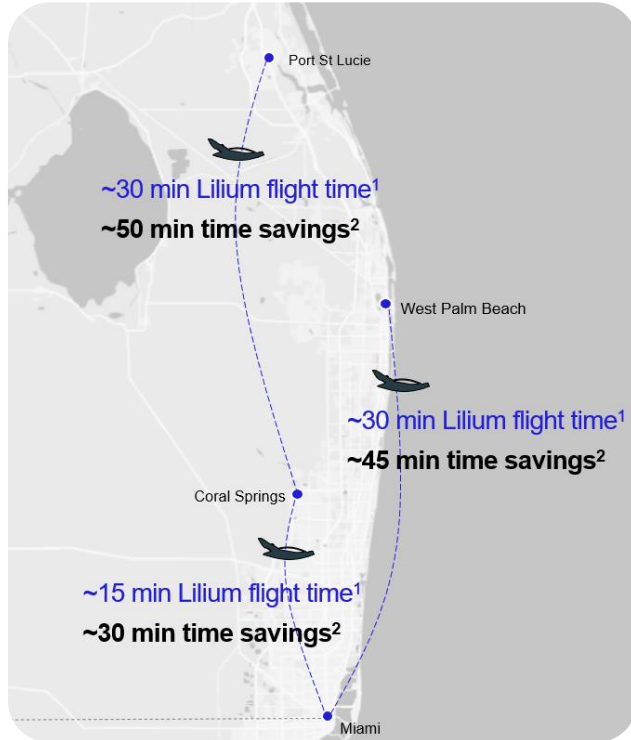 Port St Lucie
~30 min Lilium flight time¹
~50 min time savings²
West Palm Beach
~30 min Lilium flight time¹
~45 min time savings²
Coral Springs
~15 min Lilium flight time¹
~30 min time savings²
Miami